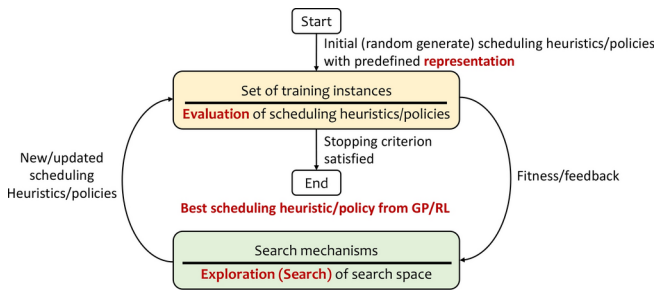 Start
Initial (random generate) scheduling heuristics/policies
with predefined representation
Set of training instances
Evaluation of scheduling heuristics/policies
New/updated
scheduling
Heuristics/policies
Stopping criterion
satisfied
Fitness/feedback
End
Best scheduling heuristic/policy from GP/RL
Search mechanisms
Exploration (Search) of search space